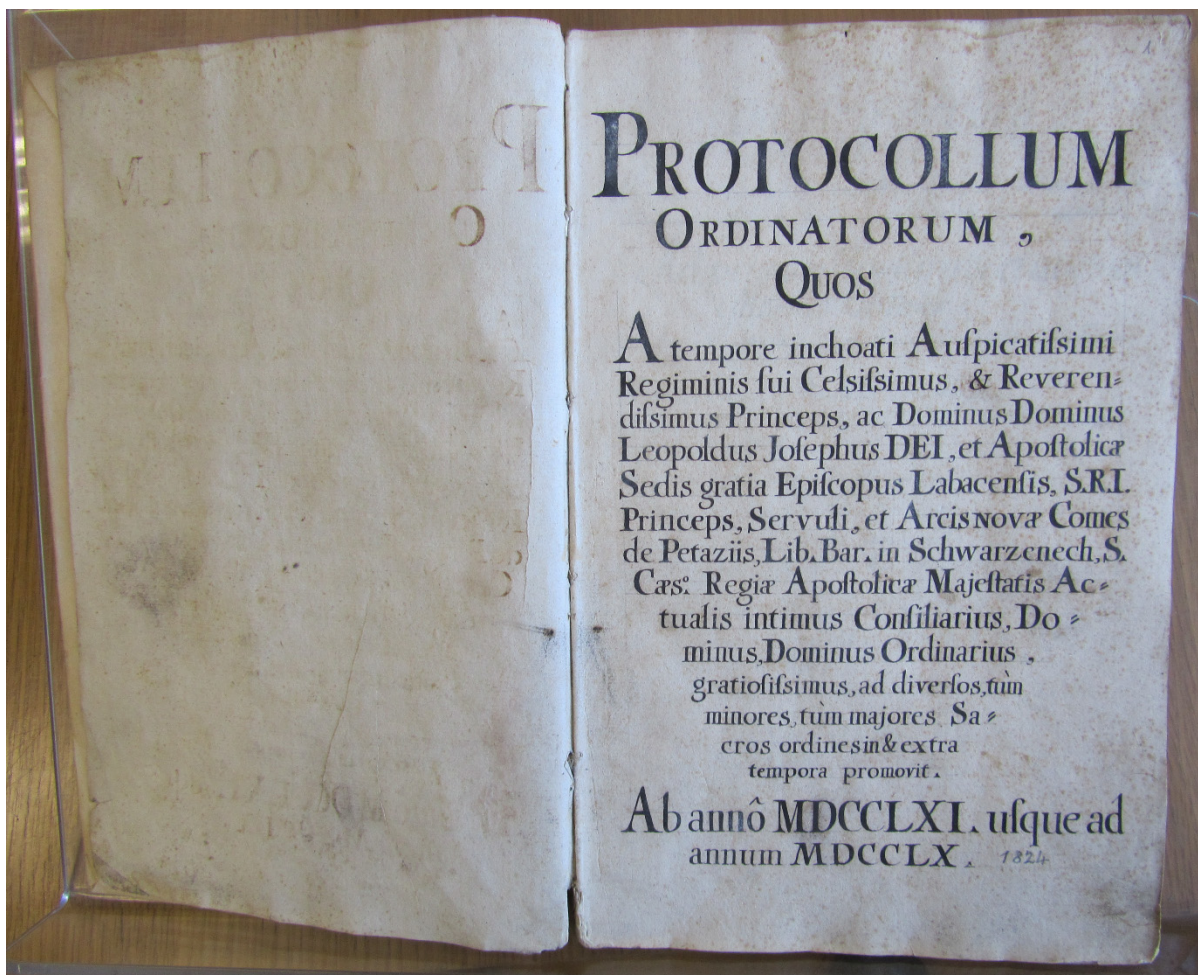 1
PROTOCOLLUM
ORDINATORUM,
QUOS
A tempore inchoati Auſpicatiſsimi
Regiminis ſui Celſiſsimus, & Reveren=
diſsimus Princeps, ac Dominus Dominus
Leopoldus Joſephus DEI, et Apoſtolicæ
Sedis gratia Epiſcopus Labacenſis, S.R.I.
Princeps, Servuli, et Arcis novæ Comes
de Petaziis, Lib. Bar. in Schwarzenech, S.
Cæs: Regiæ Apoſtolicæ Majeſtatis Ac=
tualis intimus Conſiliarius, Do=
minus, Dominus Ordinarius,
gratioſiſsimus, ad diverſos, tùm
minores, tùm majores Sa=
cros ordines in & extra
tempora promovit.
Ab annô MDCCLXI. uſque ad
annum MDCCLX. 1824